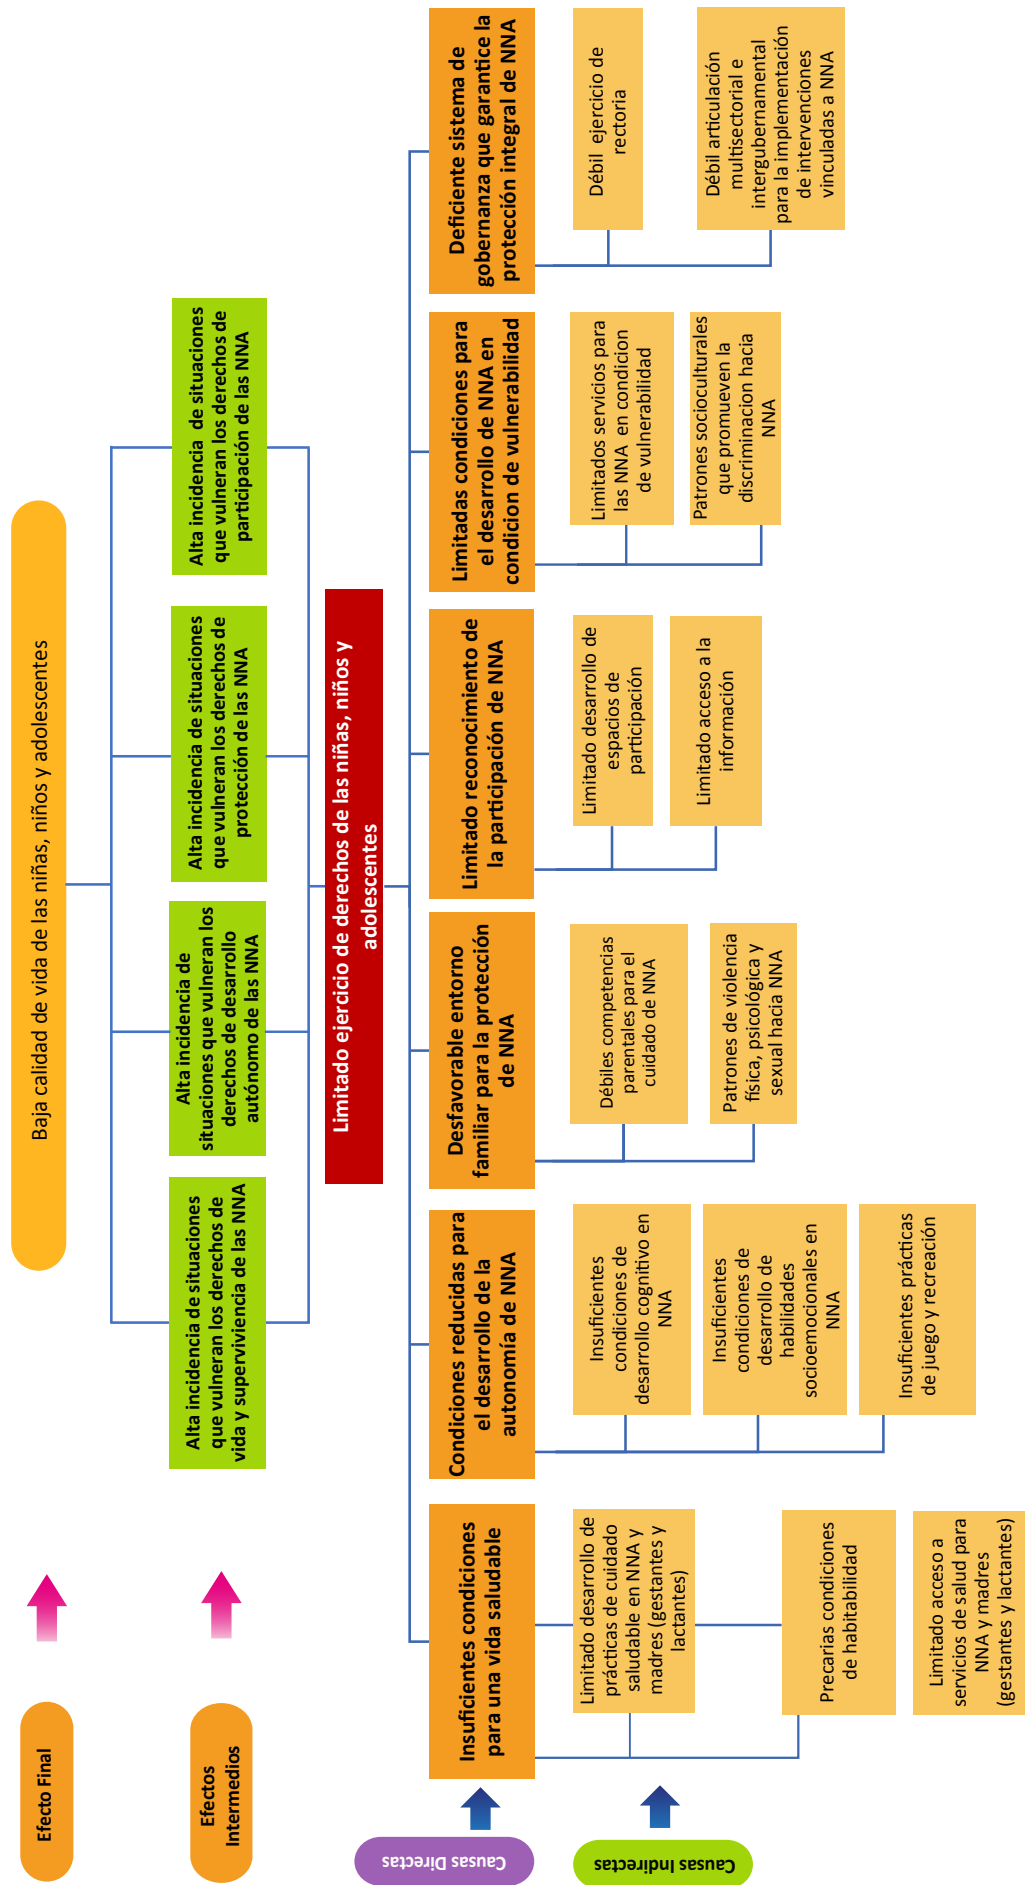 Efecto Final
Baja calidad de vida de las niñas, niños y adolescentes
Efectos
Intermedios
Alta incidencia de situaciones
que vulneran los derechos de
vida y superviviencia de las NNA
Alta incidencia de
situaciones que vulneran los
derechos de desarrollo
autónomo de las NNA
Alta incidencia de situaciones
que vulneran los derechos de
protección de las NNA
Alta incidencia  de situaciones
que vulneran los derechos de
participación de las NNA
Limitado ejercicio de derechos de las niñas, niños y
adolescentes
Causas Directas
Insuficientes condiciones
para una vida saludable
Condiciones reducidas para
el desarrollo de la
autonomía de NNA
Desfavorable entorno
familiar para la protección
de NNA
Limitado reconocimiento de
la participación de NNA
Limitadas condiciones para
el desarrollo de NNA en
condicion de vulnerabilidad
Deficiente sistema de
gobernanza que garantice la
protección integral de NNA
Causas Indirectas
Limitado desarrollo de
prácticas de cuidado
saludable en NNA y
madres (gestantes y
lactantes)
Precarias condiciones
de habitabilidad
Limitado acceso a
servicios de salud para
NNA y madres
(gestantes y lactantes)
Insuficientes
condiciones de
desarrollo cognitivo en
NNA
Insuficientes
condiciones de
desarrollo de
habilidades
socioemocionales en
NNA
Insuficientes prácticas
de juego y recreación
Débiles competencias
parentales para el
cuidado de NNA
Patrones de violencia
física, psicológica y
sexual hacia NNA
Limitado desarrollo de
espacios de
participación
Limitado acceso a la
información
Limitados servicios para
las NNA  en condicion
de vulnerabilidad
Patrones socioculturales
que promueven la
discriminacion hacia
NNA
Débil  ejercicio de
rectoria
Débil articulación
multisectorial e
intergubernamental
para la implementación
de intervenciones
vinculadas a NNA